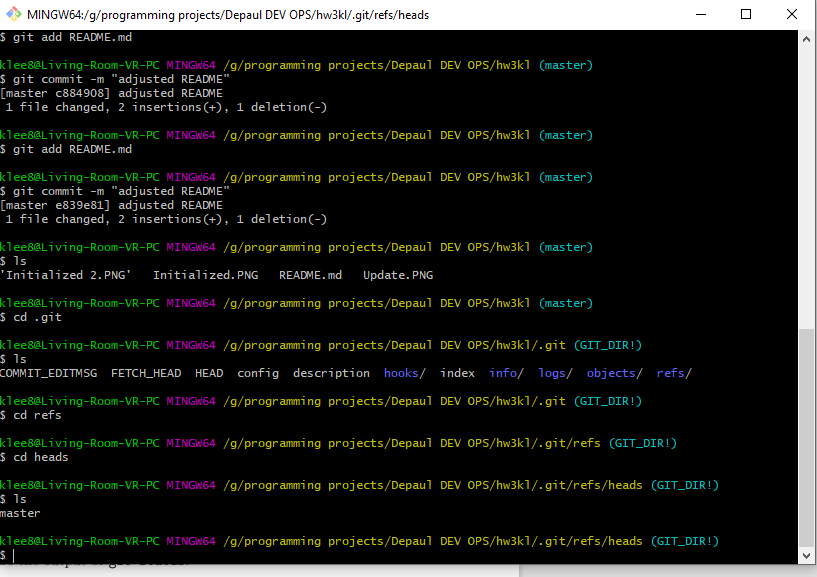 MINGW64:/g/programming projects/Depaul DEV OPS/hw3kl/.git/refs/heads
$ git add README.md
klee8@Living-Room-VR-PC MINGW64 /g/programming projects/Depaul DEV OPS/hw3kl (master)
$ git commit -m "adjusted README"
[master c884908] adjusted README
1 file changed, 2 insertions(+), 1 deletion(-)
klee8@Living-Room-VR-PC MINGW64 /g/programming projects/Depaul DEV OPS/hw3kl (master)
$ git add README.md
klee8@Living-Room-VR-PC MINGW64 /g/programming projects/Depaul DEV OPS/hw3kl (master)
$ git commit -m "adjusted README"
[master e839e81] adjusted README
1 file changed, 2 insertions(+), 1 deletion(-)
klee8@Living-Room-VR-PC MINGW64 /g/programming projects/Depaul DEV OPS/hw3kl (master)
$ ls
'Initialized 2.PNG'   Initialized.PNG   README.md   Update.PNG
klee8@Living-Room-VR-PC MINGW64 /g/programming projects/Depaul DEV OPS/hw3kl (master)
$ cd .git
klee8@Living-Room-VR-PC MINGW64 /g/programming projects/Depaul DEV OPS/hw3kl/.git (GIT_DIR!)
$ ls
COMMIT_EDITMSG  FETCH_HEAD  HEAD  config  description  hooks/  index  info/  logs/  objects/  refs/
klee8@Living-Room-VR-PC MINGW64 /g/programming projects/Depaul DEV OPS/hw3kl/.git (GIT_DIR!)
$ cd refs
klee8@Living-Room-VR-PC MINGW64 /g/programming projects/Depaul DEV OPS/hw3kl/.git/refs (GIT_DIR!)
$ cd heads
klee8@Living-Room-VR-PC MINGW64 /g/programming projects/Depaul DEV OPS/hw3kl/.git/refs/heads (GIT_DIR!)
$ ls
master
klee8@Living-Room-VR-PC MINGW64 /g/programming projects/Depaul DEV OPS/hw3kl/.git/refs/heads (GIT_DIR!)
$